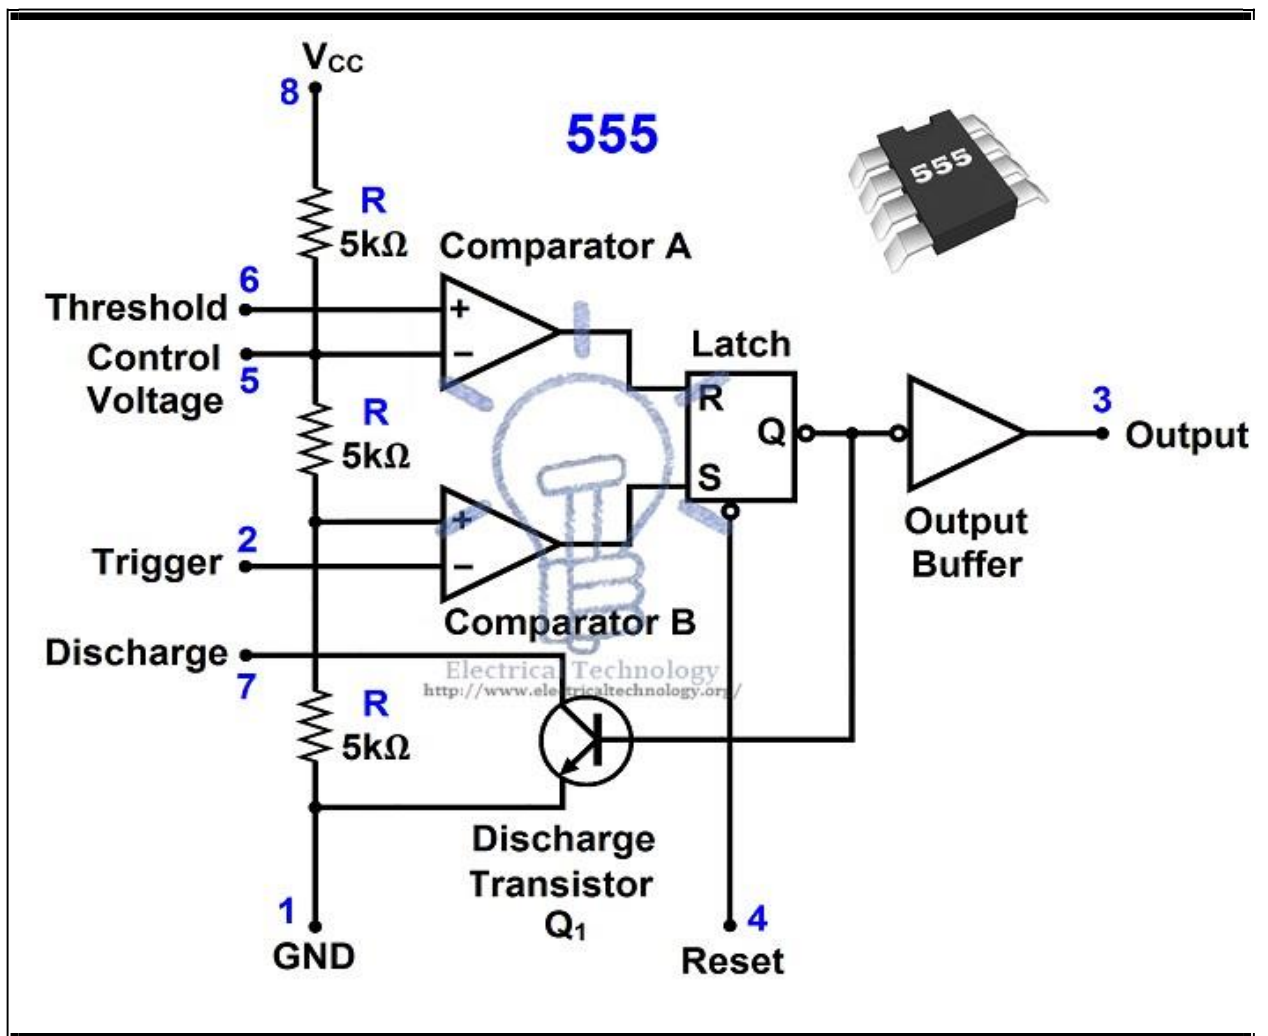 V_CC
8
555
555
R
5kΩ
Comparator A
6
Threshold
+
Control
Voltage
5
−
Latch
R
Q
S
3
Output
R
5kΩ
Output
Buffer
2
Trigger
+
−
Comparator B
Discharge
7
Electrical Technology
http://www.electricaltechnology.org/
R
5kΩ
Discharge
Transistor
Q₁
1
GND
4
Reset